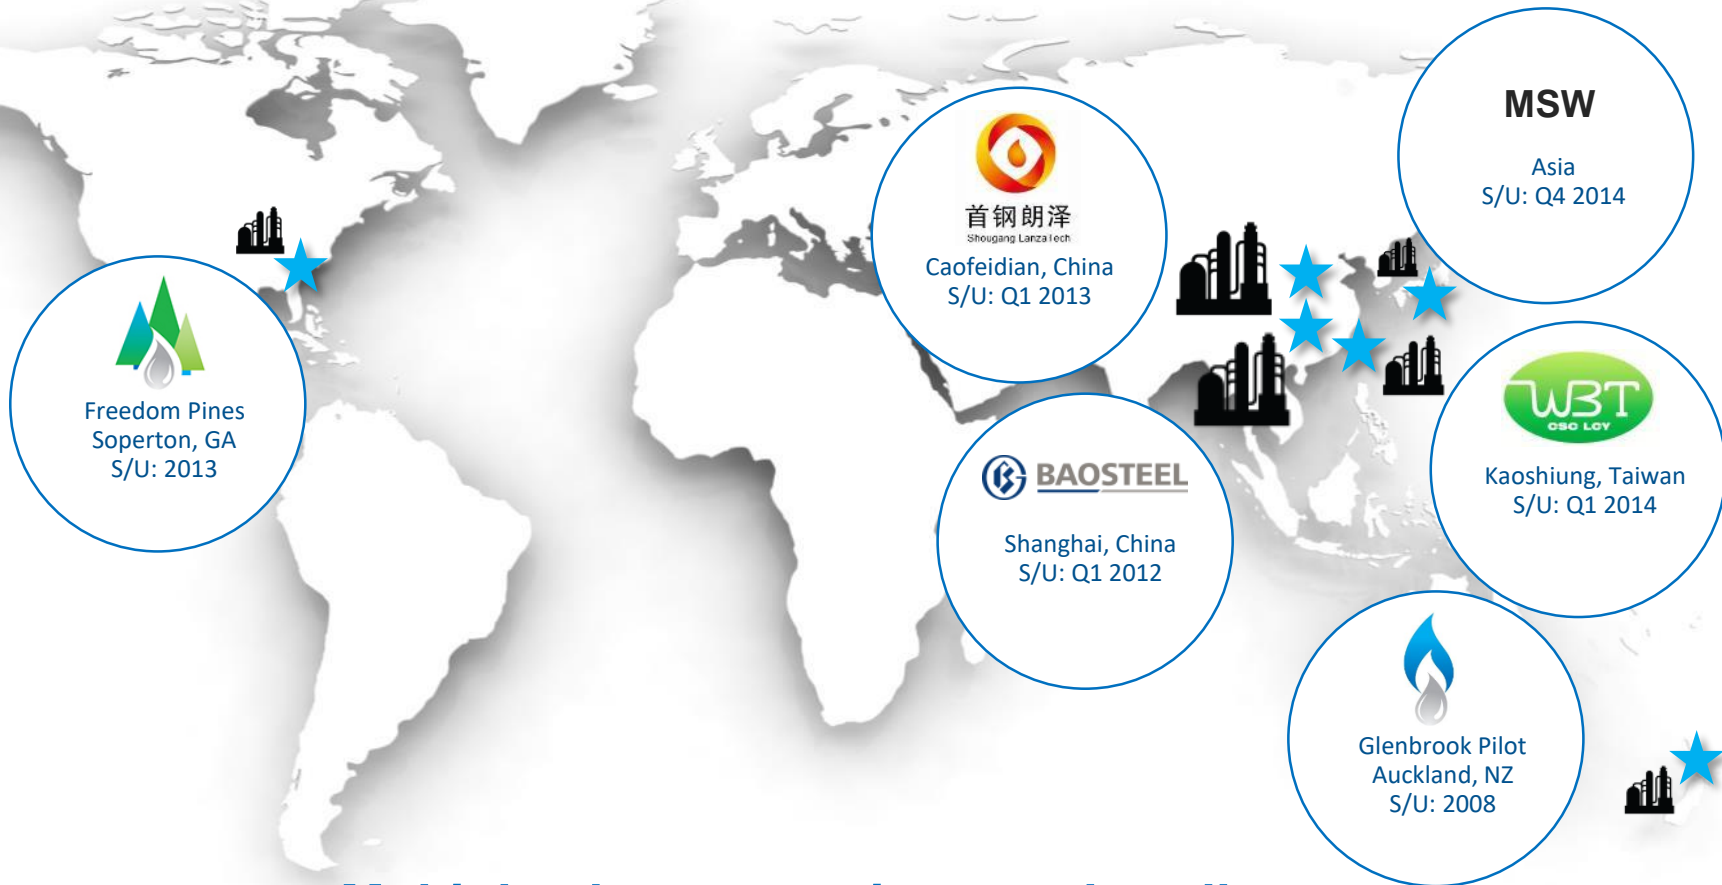 MSW
Asia
S/U: Q4 2014
首钢朗泽
Shougang LanzaTech
Caofeidian, China
S/U: Q1 2013
Freedom Pines
Soperton, GA
S/U: 2013
WBT
CSC LCY
Kaoshiung, Taiwan
S/U: Q1 2014
BAOSTEEL
Shanghai, China
S/U: Q1 2012
Glenbrook Pilot
Auckland, NZ
S/U: 2008